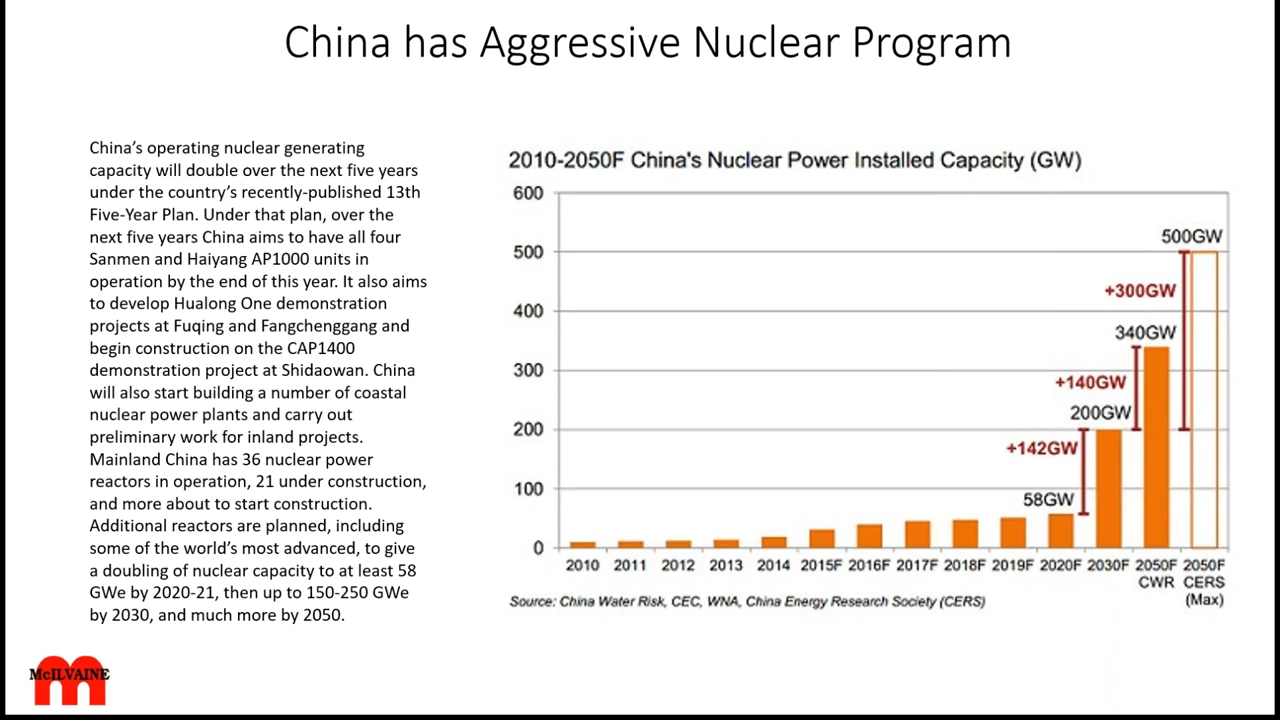 China has Aggressive Nuclear Program
China’s operating nuclear generating
capacity will double over the next five years
under the country’s recently-published 13th
Five-Year Plan. Under that plan, over the
next five years China aims to have all four
Sanmen and Haiyang AP1000 units in
operation by the end of this year. It also aims
to develop Hualong One demonstration
projects at Fuqing and Fangchenggang and
begin construction on the CAP1400
demonstration project at Shidaowan. China
will also start building a number of coastal
nuclear power plants and carry out
preliminary work for inland projects.
Mainland China has 36 nuclear power
reactors in operation, 21 under construction,
and more about to start construction.
Additional reactors are planned, including
some of the world’s most advanced, to give
a doubling of nuclear capacity to at least 58
GWe by 2020-21, then up to 150-250 GWe
by 2030, and much more by 2050.
2010-2050F China's Nuclear Power Installed Capacity (GW)
600
500
400
300
200
100
0
500GW
+300GW
340GW
+140GW
200GW
+142GW
58GW
2010 2011 2012 2013 2014 2015F 2016F 2017F 2018F 2019F 2020F 2030F 2050F 2050F
CWR CERS
(Max)
Source: China Water Risk, CEC, WNA, China Energy Research Society (CERS)
McILVAINE